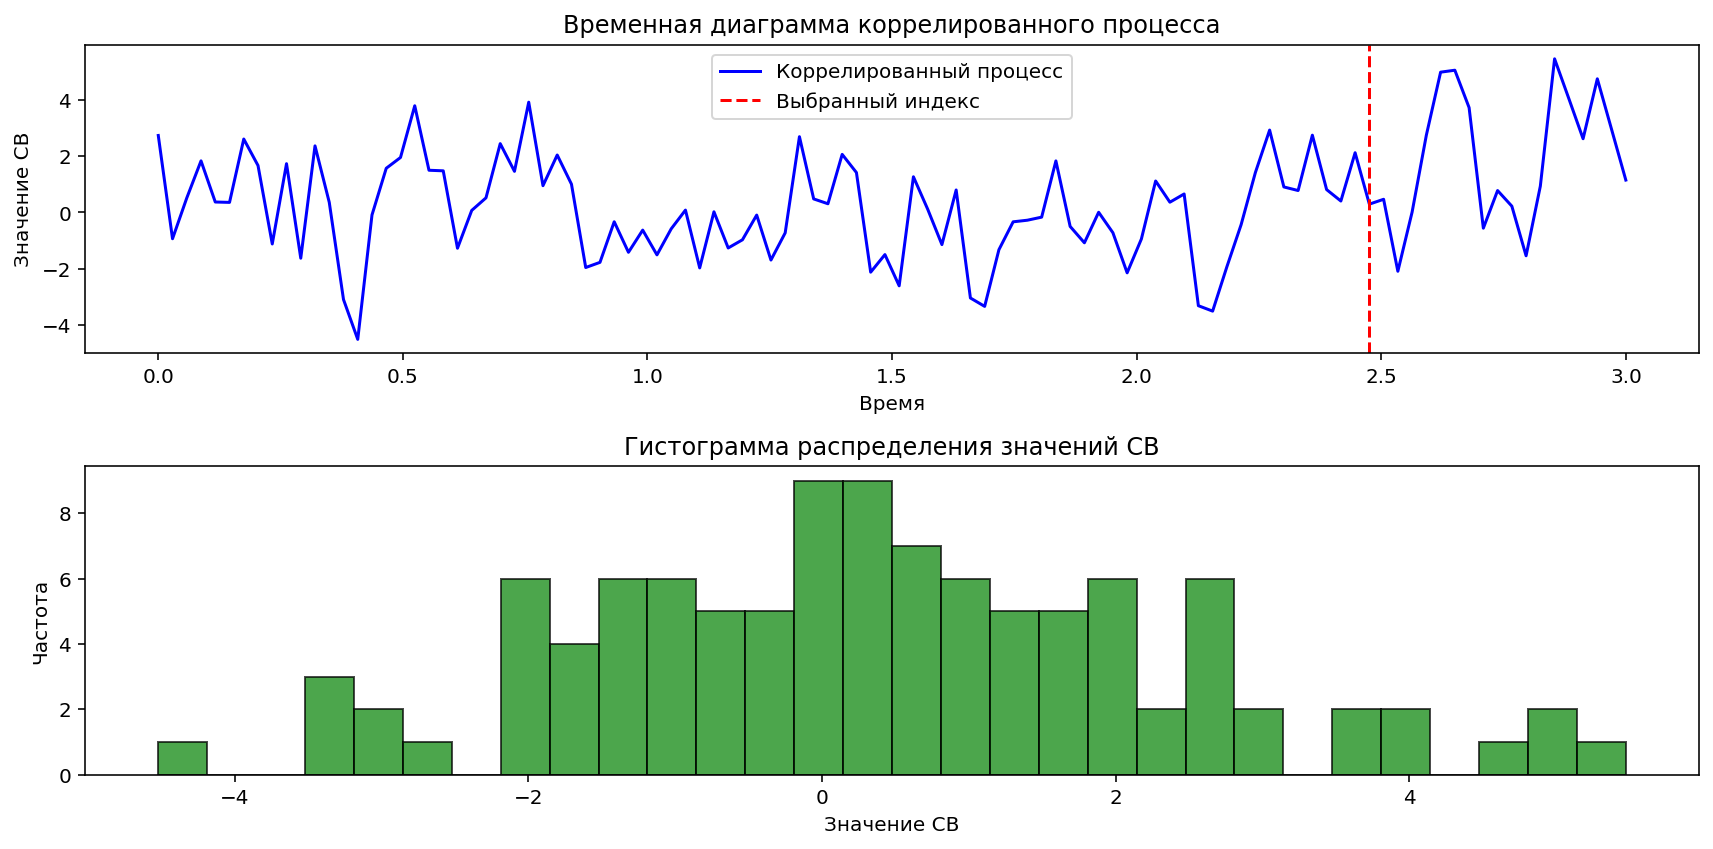 Временная диаграмма коррелированного процесса
Коррелированный процесс
Выбранный индекс
Значение СВ
4
2
0
−2
−4
0.0 0.5 1.0 1.5 2.0 2.5 3.0
Время
Гистограмма распределения значений СВ
Частота
8
6
4
2
0
−4 −2 0 2 4
Значение СВ